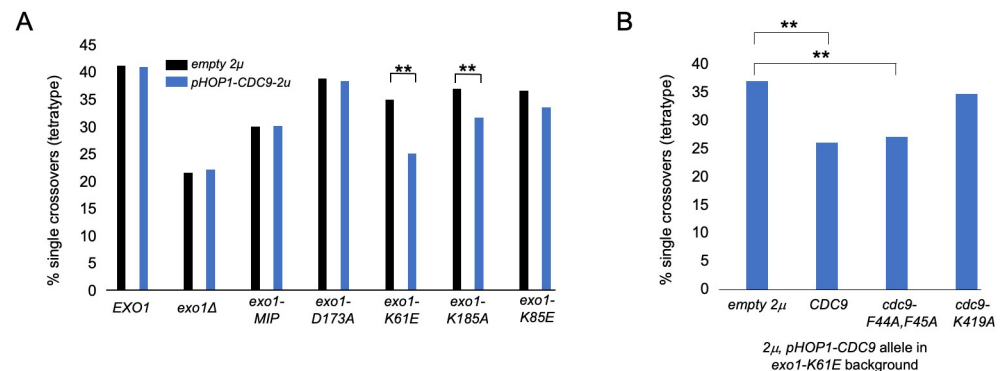 A
% single crossovers (tetratype)
45
40
35
30
25
20
15
10
5
0
empty 2μ
pHOP1-CDC9-2u
**
**
EXO1
exo1Δ
exo1-
MIP
exo1-
D173A
exo1-
K61E
exo1-
K185A
exo1-
K85E
B
% single crossovers (tetratype)
40
35
30
25
20
15
10
5
0
**
**
empty 2μ
CDC9
cdc9-
F44A,F45A
cdc9-
K419A
2μ, pHOP1-CDC9 allele in
exo1-K61E background